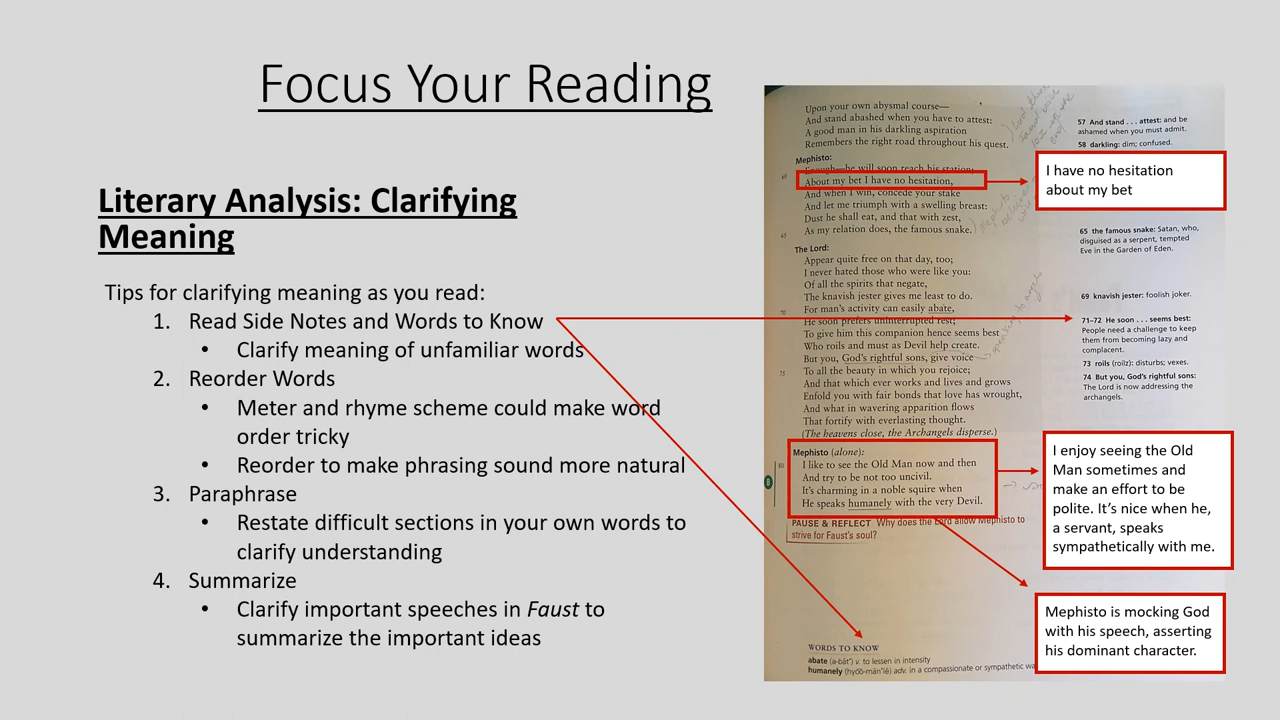 Focus Your Reading
Literary Analysis: Clarifying
Meaning
Tips for clarifying meaning as you read:
1. Read Side Notes and Words to Know
• Clarify meaning of unfamiliar words
2. Reorder Words
• Meter and rhyme scheme could make word
order tricky
• Reorder to make phrasing sound more natural
3. Paraphrase
• Restate difficult sections in your own words to
clarify understanding
4. Summarize
• Clarify important speeches in Faust to
summarize the important ideas
Upon your own abysmal course—
And stand abashed when you have to attest:
A good man in his darkling aspiration
Remembers the right road throughout his quest.
Mephisto:
60
Enough—he will soon reach his station;
About my bet I have no hesitation,
And when I win, concede your stake
And let me triumph with a swelling breast:
Dust he shall eat, and that with zest,
65
As my relation does, the famous snake.
The Lord:
Appear quite free on that day, too;
I never hated those who were like you:
Of all the spirits that negate,
The knavish jester gives me least to do.
70
For man's activity can easily abate,
He soon prefers uninterrupted rest;
To give him this companion hence seems best
Who roils and must as Devil help create.
But you, God's rightful sons, give voice
75
To all the beauty in which you rejoice;
And that which ever works and lives and grows
Enfold you with fair bonds that love has wrought,
And what in wavering apparition flows
That fortify with everlasting thought.
(The heavens close, the Archangels disperse.)
Mephisto (alone):
80
I like to see the Old Man now and then
And try to be not too uncivil.
It's charming in a noble squire when
He speaks humanely with the very Devil.
PAUSE & REFLECT Why does the Lord allow Mephisto to
strive for Faust's soul?
WORDS TO KNOW
abate (ə-bāt') v. to lessen in intensity
humanely (hyōō-mān'lē) adv. in a compassionate or sympathetic
57 And stand . . . attest: and be
ashamed when you must admit.
58 darkling: dim; confused.
65 the famous snake: Satan, who,
disguised as a serpent, tempted
Eve in the Garden of Eden.
69 knavish jester: foolish joker.
71–72 He soon . . . seems best:
People need a challenge to keep
them from becoming lazy and
complacent.
73 roils (roilz): disturbs; vexes.
74 But you, God's rightful sons:
The Lord is now addressing the
archangels.
I have no hesitation
about my bet
I enjoy seeing the Old
Man sometimes and
make an effort to be
polite. It's nice when he,
a servant, speaks
sympathetically with me.
Mephisto is mocking God
with his speech, asserting
his dominant character.